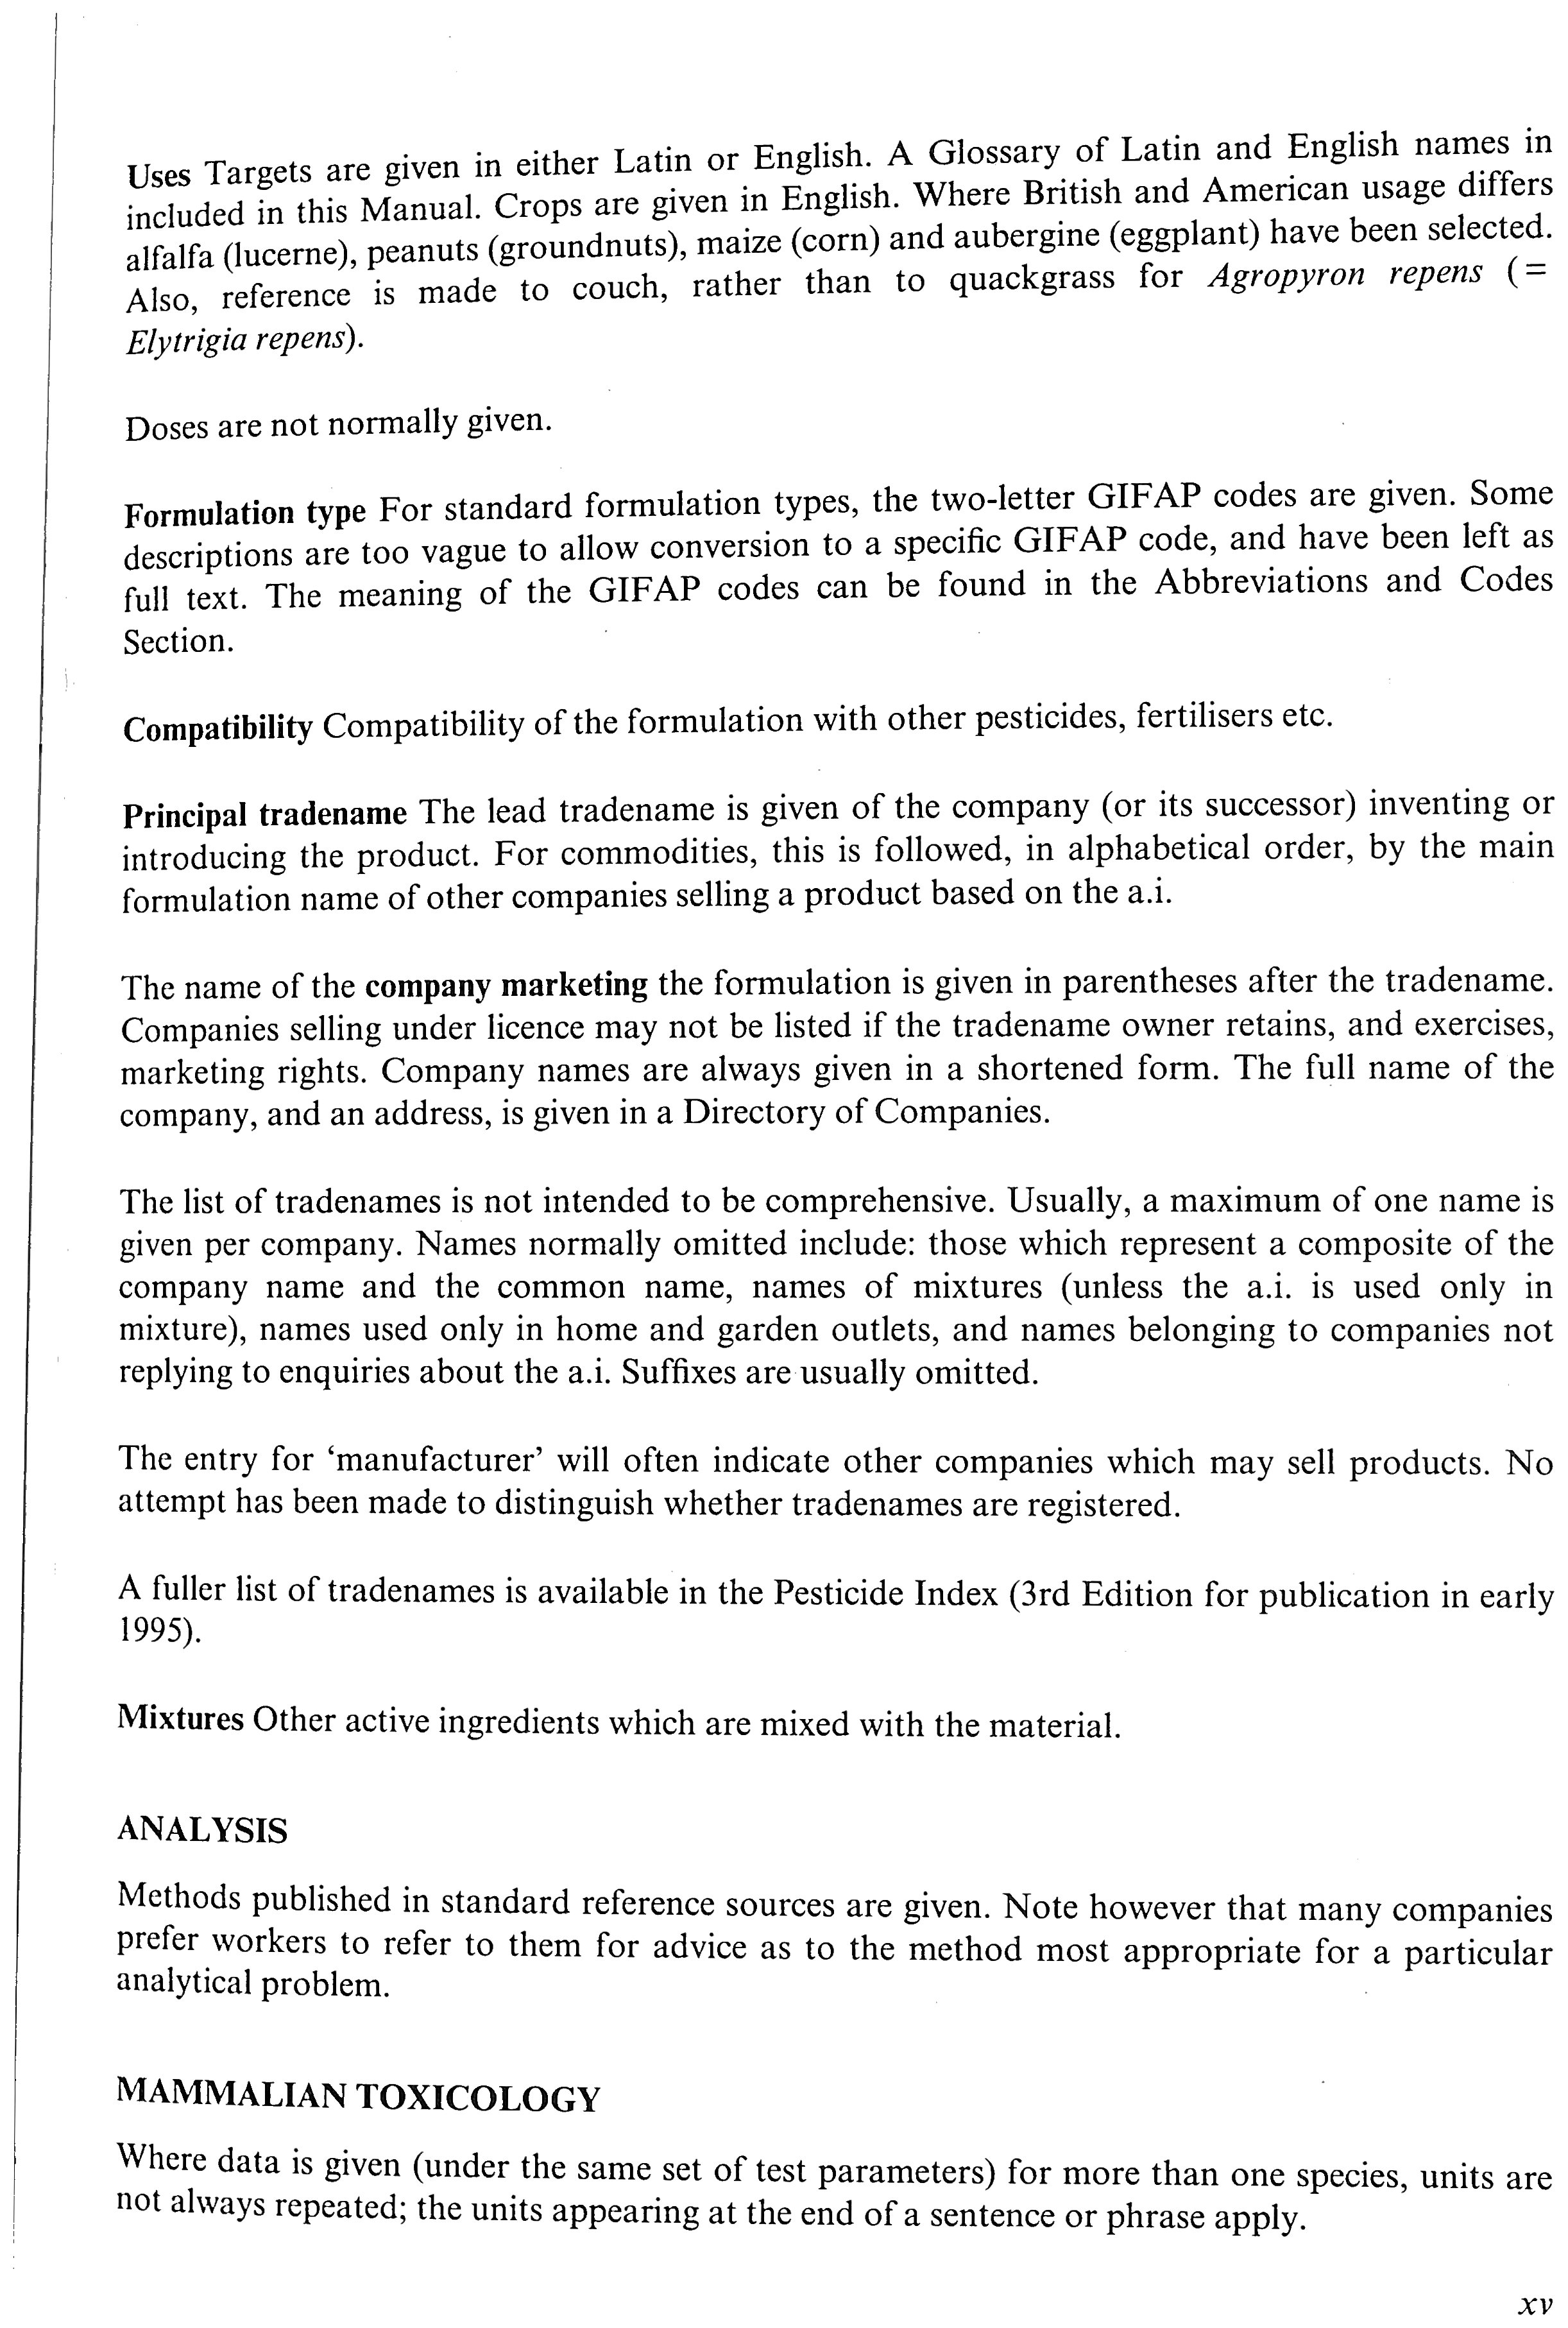 Uses Targets are given in either Latin or English. A Glossary of Latin and English names in
included in this Manual. Crops are given in English. Where British and American usage differs
alfalfa (lucerne), peanuts (groundnuts), maize (corn) and aubergine (eggplant) have been selected.
Also, reference is made to couch, rather than to quackgrass for Agropyron repens (=
Elytrigia repens).
Doses are not normally given.
Formulation type For standard formulation types, the two-letter GIFAP codes are given. Some
descriptions are too vague to allow conversion to a specific GIFAP code, and have been left as
full text. The meaning of the GIFAP codes can be found in the Abbreviations and Codes
Section.
Compatibility Compatibility of the formulation with other pesticides, fertilisers etc.
Principal tradename The lead tradename is given of the company (or its successor) inventing or
introducing the product. For commodities, this is followed, in alphabetical order, by the main
formulation name of other companies selling a product based on the a.i.
The name of the company marketing the formulation is given in parentheses after the tradename.
Companies selling under licence may not be listed if the tradename owner retains, and exercises,
marketing rights. Company names are always given in a shortened form. The full name of the
company, and an address, is given in a Directory of Companies.
The list of tradenames is not intended to be comprehensive. Usually, a maximum of one name is
given per company. Names normally omitted include: those which represent a composite of the
company name and the common name, names of mixtures (unless the a.i. is used only in
mixture), names used only in home and garden outlets, and names belonging to companies not
replying to enquiries about the a.i. Suffixes are usually omitted.
The entry for ‘manufacturer’ will often indicate other companies which may sell products. No
attempt has been made to distinguish whether tradenames are registered.
A fuller list of tradenames is available in the Pesticide Index (3rd Edition for publication in early
1995).
Mixtures Other active ingredients which are mixed with the material.
ANALYSIS
Methods published in standard reference sources are given. Note however that many companies
prefer workers to refer to them for advice as to the method most appropriate for a particular
analytical problem.
MAMMALIAN TOXICOLOGY
Where data is given (under the same set of test parameters) for more than one species, units are
not always repeated; the units appearing at the end of a sentence or phrase apply.
xv